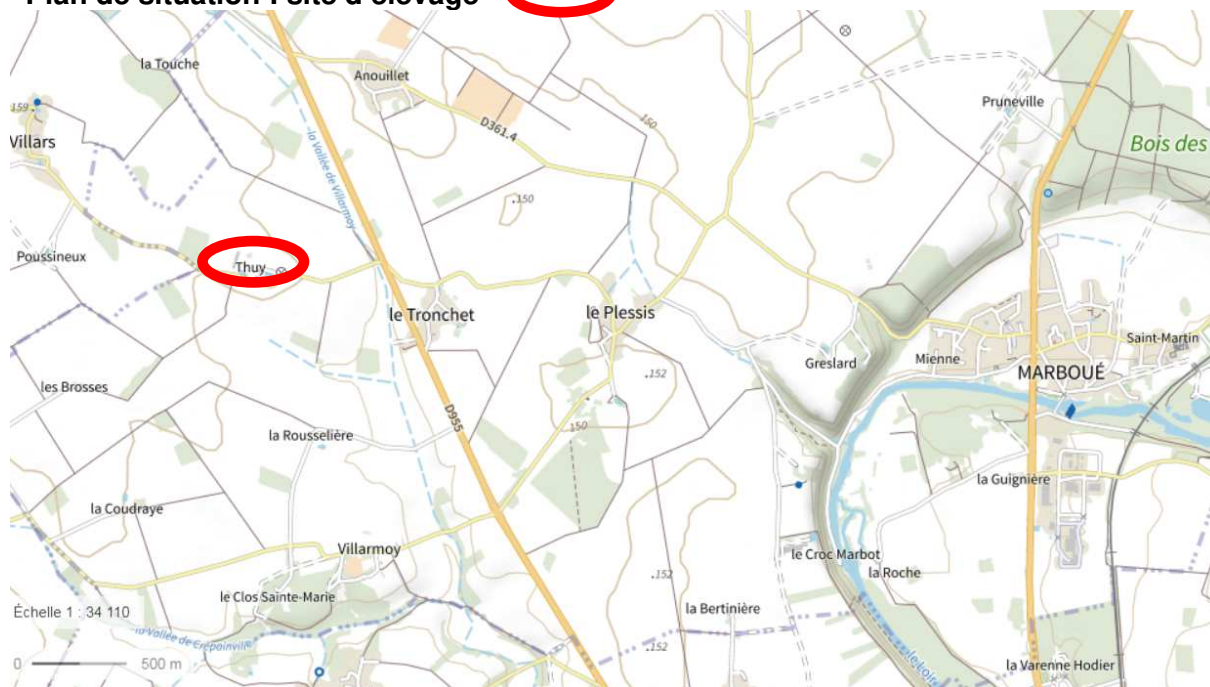 Plan de situation : site d'élevage
la Touche
Anouillet
159
Villars
D361.4
la Vallée de Villarmoy
150
Pruneville
Bois des
.150
Poussineux
Thuy
le Tronchet
le Plessis
Greslard
Mienne
Saint-Martin
MARBOUÉ
les Brosses
.152
D955
150
la Rousselière
la Guignière
la Coudraye
Villarmoy
le Croc Marbot
la Roche
.152
le Clos Sainte-Marie
la Bertinière
Échelle 1 : 34 110
la Vallée de Crépainville
.152
le Loir
0
500 m
la Varenne Hodier